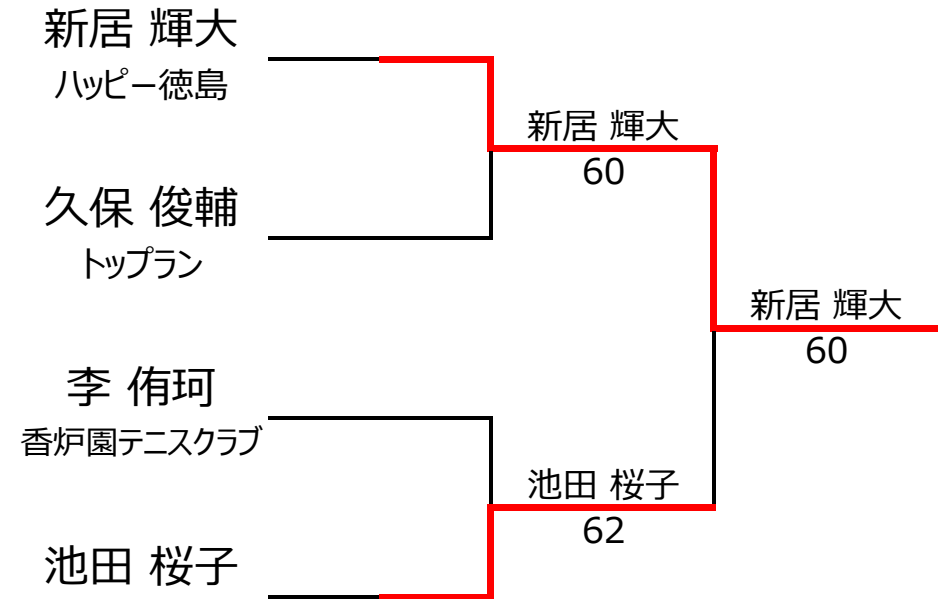 新居 輝大
ハッピー徳島
新居 輝大
60
久保 俊輔
トップラン
新居 輝大
60
李 侑珂
香炉園テニスクラブ
池田 桜子
62
池田 桜子